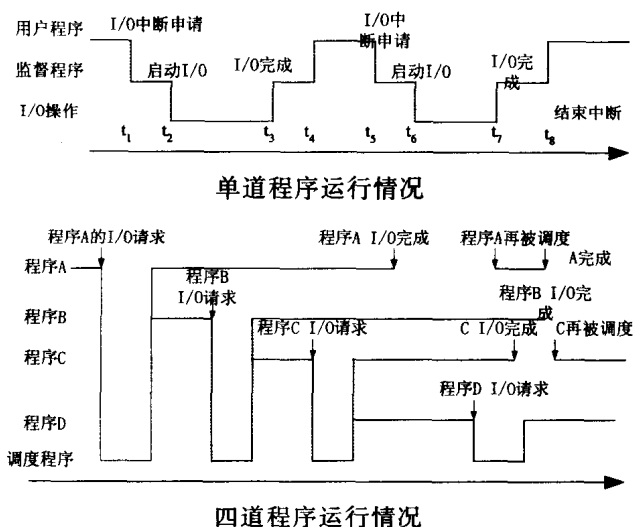 用户程序
I/O中断申请
I/O中
断申请
监督程序
启动I/O
I/O完成
启动I/O
I/O完
成
I/O操作
结束中断
t1
t2
t3
t4
t5
t6
t7
t8
单道程序运行情况
程序A的I/O请求
程序A I/O完成
程序A再被调度
程序A
A完成
程序B
I/O请求
程序B I/O完
成
程序B
程序C I/O请求
C I/O完成
C再被调度
程序C
程序D I/O请求
程序D
调度程序
四道程序运行情况